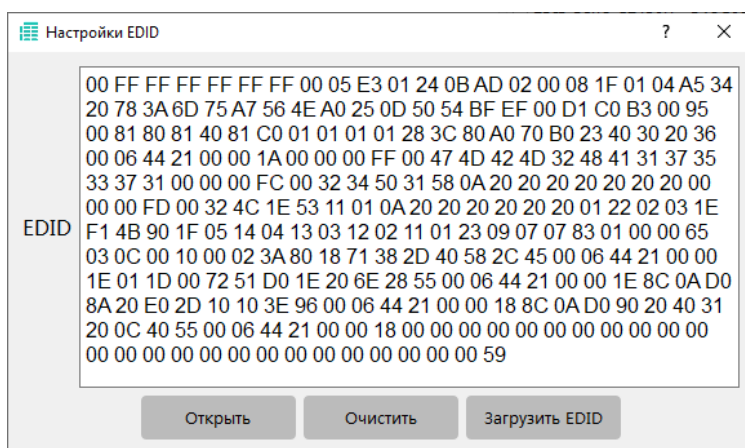 Настройки EDID
? ×
00 FF FF FF FF FF FF 00 05 E3 01 24 0B AD 02 00 08 1F 01 04 A5 34
20 78 3A 6D 75 A7 56 4E A0 25 0D 50 54 BF EF 00 D1 C0 B3 00 95
00 81 80 81 40 81 C0 01 01 01 01 28 3C 80 A0 70 B0 23 40 30 20 36
00 06 44 21 00 00 1A 00 00 00 FF 00 47 4D 42 4D 32 48 41 31 37 35
33 37 31 00 00 00 FC 00 32 34 50 31 58 0A 20 20 20 20 20 20 20 00
00 00 FD 00 32 4C 1E 53 11 01 0A 20 20 20 20 20 20 01 22 02 03 1E
EDID
F1 4B 90 1F 05 14 04 13 03 12 02 11 01 23 09 07 07 83 01 00 00 65
03 0C 00 10 00 02 3A 80 18 71 38 2D 40 58 2C 45 00 06 44 21 00 00
1E 01 1D 00 72 51 D0 1E 20 6E 28 55 00 06 44 21 00 00 1E 8C 0A D0
8A 20 E0 2D 10 10 3E 96 00 06 44 21 00 00 18 8C 0A D0 90 20 40 31
20 0C 40 55 00 06 44 21 00 00 18 00 00 00 00 00 00 00 00 00 00 00
00 00 00 00 00 00 00 00 00 00 00 00 00 00 59
Открыть
Очистить
Загрузить EDID